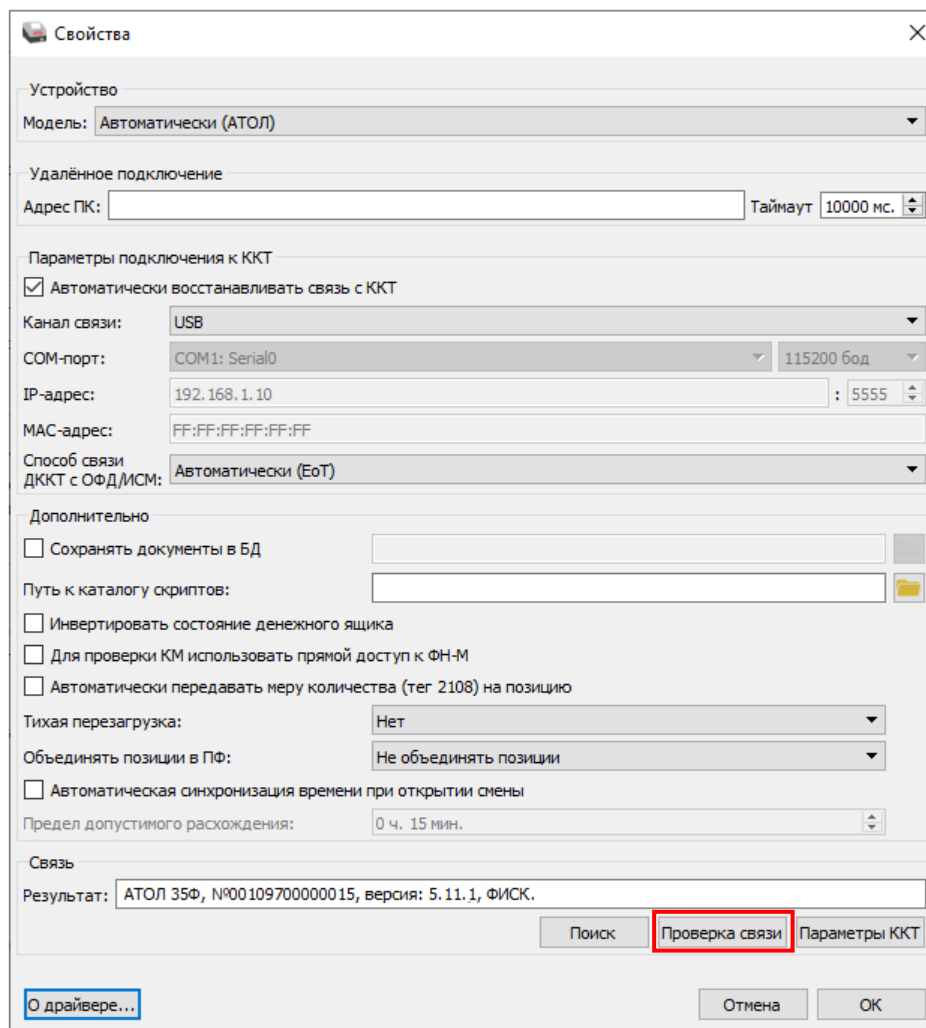 Свойства
Устройство
Модель: Автоматически (АТОЛ)
Удалённое подключение
Адрес ПК: Таймаут 10000 мс.
Параметры подключения к ККТ
Автоматически восстанавливать связь с ККТ
Канал связи: USB
COM-порт: COM1: Serial0 115200 бод
IP-адрес: 192.168.1.10 : 5555
MAC-адрес: FF:FF:FF:FF:FF:FF
Способ связи
ДККТ с ОФД/ИСМ: Автоматически (EoT)
Дополнительно
Сохранять документы в БД
Путь к каталогу скриптов:
Инвертировать состояние денежного ящика
Для проверки КМ использовать прямой доступ к ФН-М
Автоматически передавать меру количества (тег 2108) на позицию
Тихая перезагрузка: Нет
Объединять позиции в ПФ: Не объединять позиции
Автоматическая синхронизация времени при открытии смены
Предел допустимого расхождения: 0 ч. 15 мин.
Связь
Результат: АТОЛ 35Ф, №00109700000015, версия: 5.11.1, ФИСК.
Поиск Проверка связи Параметры ККТ
О драйвере... Отмена ОК